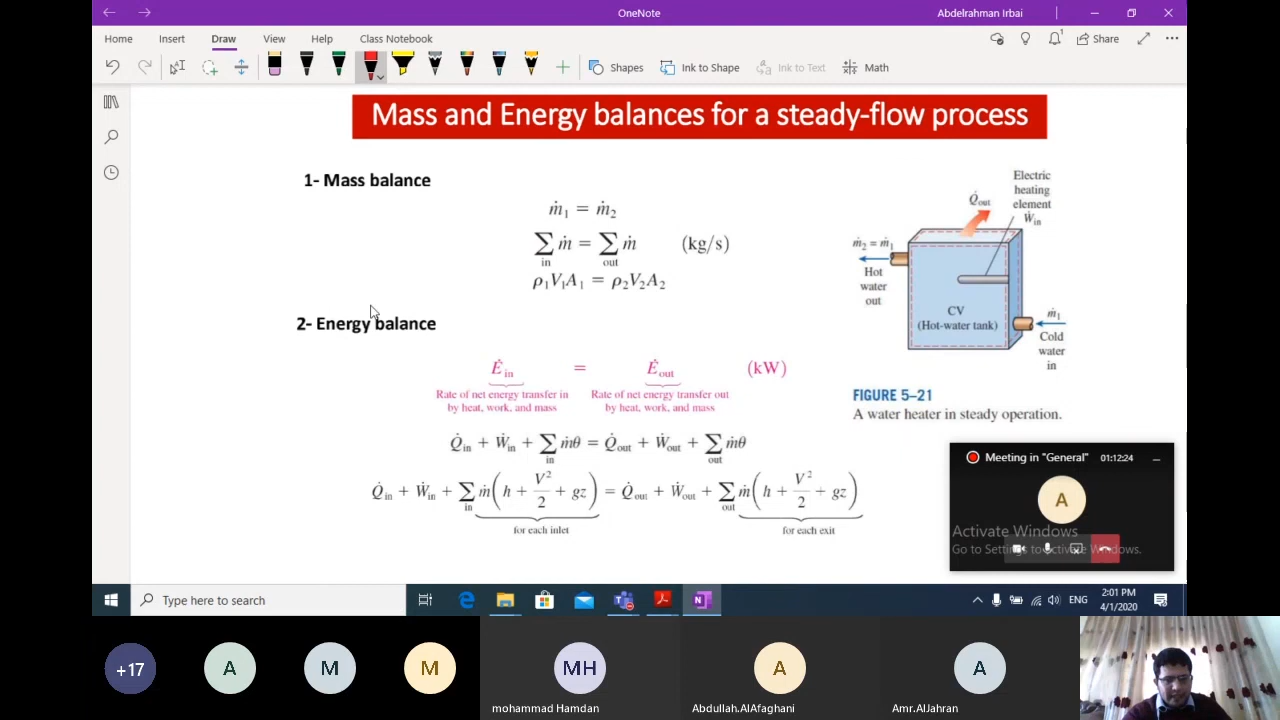 OneNote
Abdelrahman Irbai
Home Insert Draw View Help Class Notebook
Share
Shapes Ink to Shape Ink to Text Math
Mass and Energy balances for a steady-flow process
1- Mass balance
ṁ₁ = ṁ₂
∑ ṁ = ∑ ṁ (kg/s)
in out
ρ₁V₁A₁ = ρ₂V₂A₂
2- Energy balance
Ėin = Ėout (kW)
Rate of net energy transfer in
by heat, work, and mass
Rate of net energy transfer out
by heat, work, and mass
Q̇in + Ẇin + ∑in ṁθ = Q̇out + Ẇout + ∑out ṁθ
Q̇in + Ẇin + ∑in ṁ(h + V²/2 + gz) = Q̇out + Ẇout + ∑out ṁ(h + V²/2 + gz)
for each inlet for each exit
Electric
heating
element
Ẇin
Q̇out
ṁ₂ = ṁ₁
Hot
water
out
CV
(Hot-water tank)
ṁ₁
Cold
water
in
FIGURE 5–21
A water heater in steady operation.
Meeting in "General" 01:12:24
A
Activate Windows
Go to Settings to activate Windows.
Type here to search
ENG
2:01 PM
4/1/2020
+17 A M M MH A A
mohammad Hamdan Abdullah.AlAfaghani Amr.AlJahran